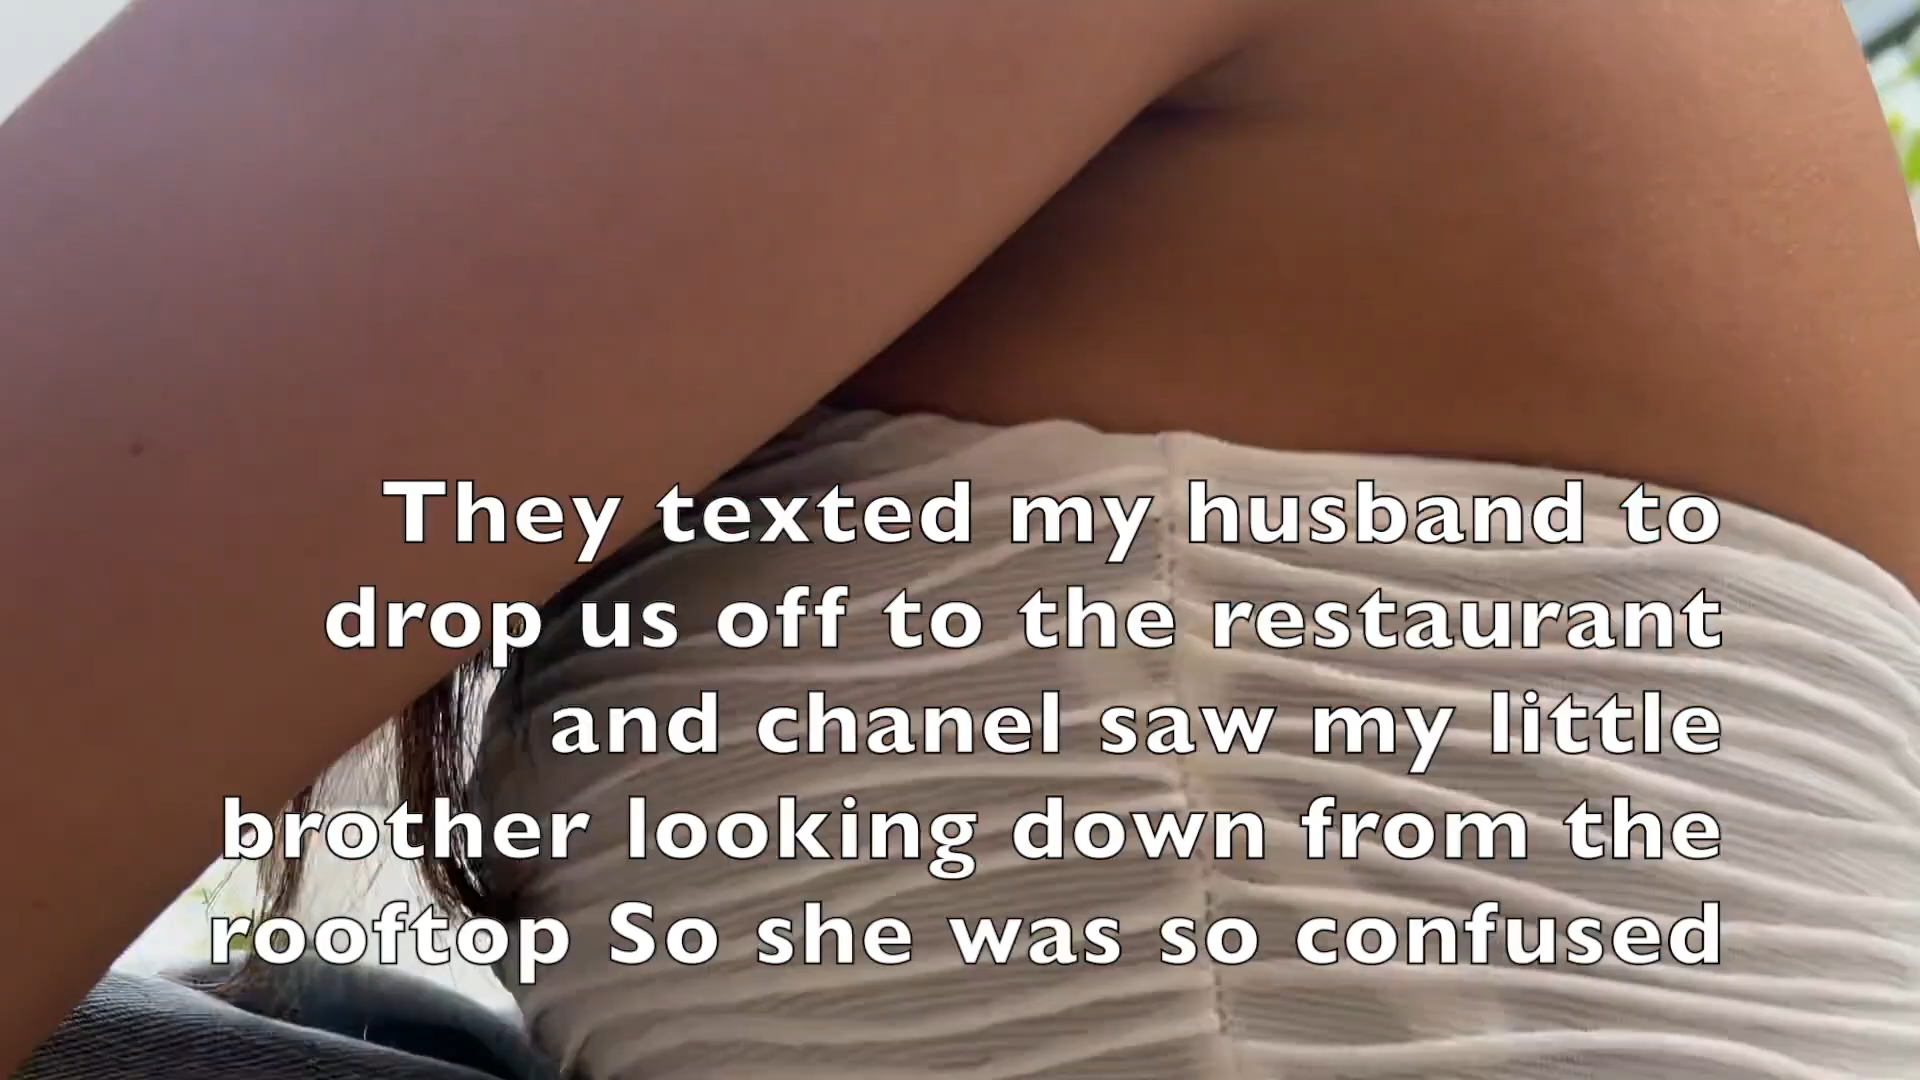 They texted my husband to
drop us off to the restaurant
and chanel saw my little
brother looking down from the
rooftop So she was so confused